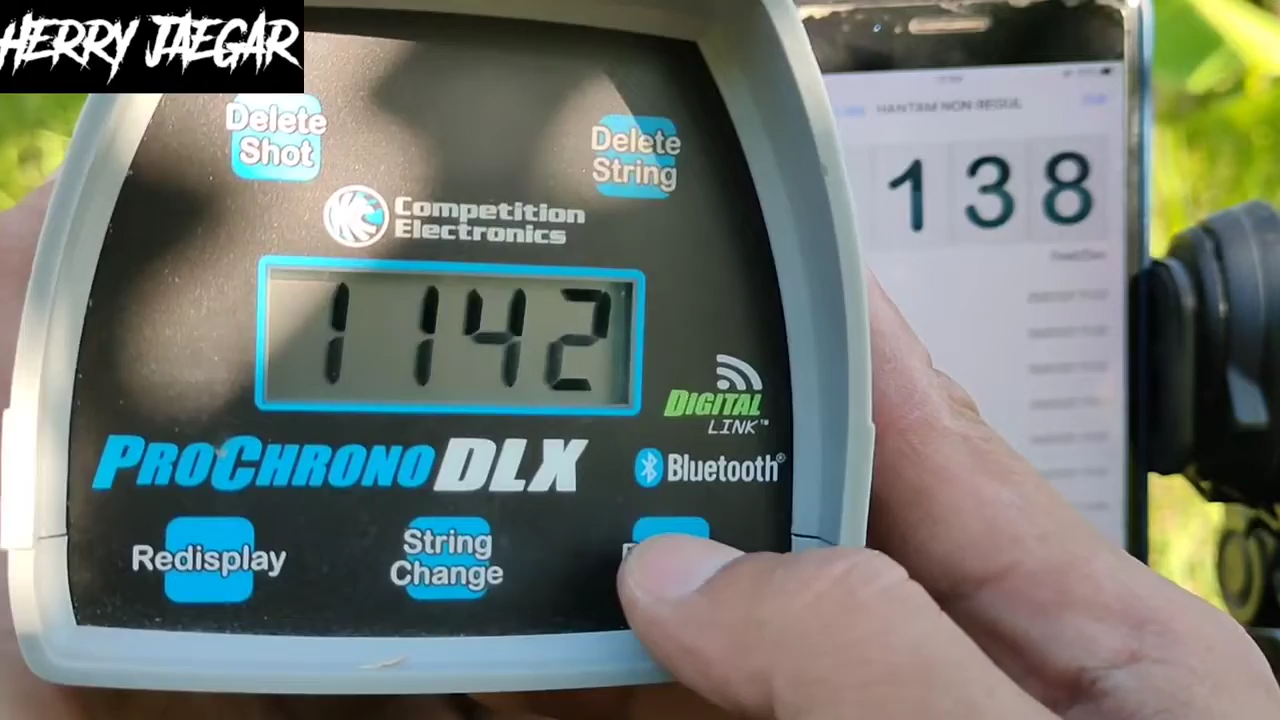 HERRY JAEGAR
Delete
Shot
Delete
String
Competition
Electronics
1142
DIGITAL
LINK™
PROCHRONO DLX
Bluetooth®
Redisplay
String
Change
HANTAM NON REGUL
138